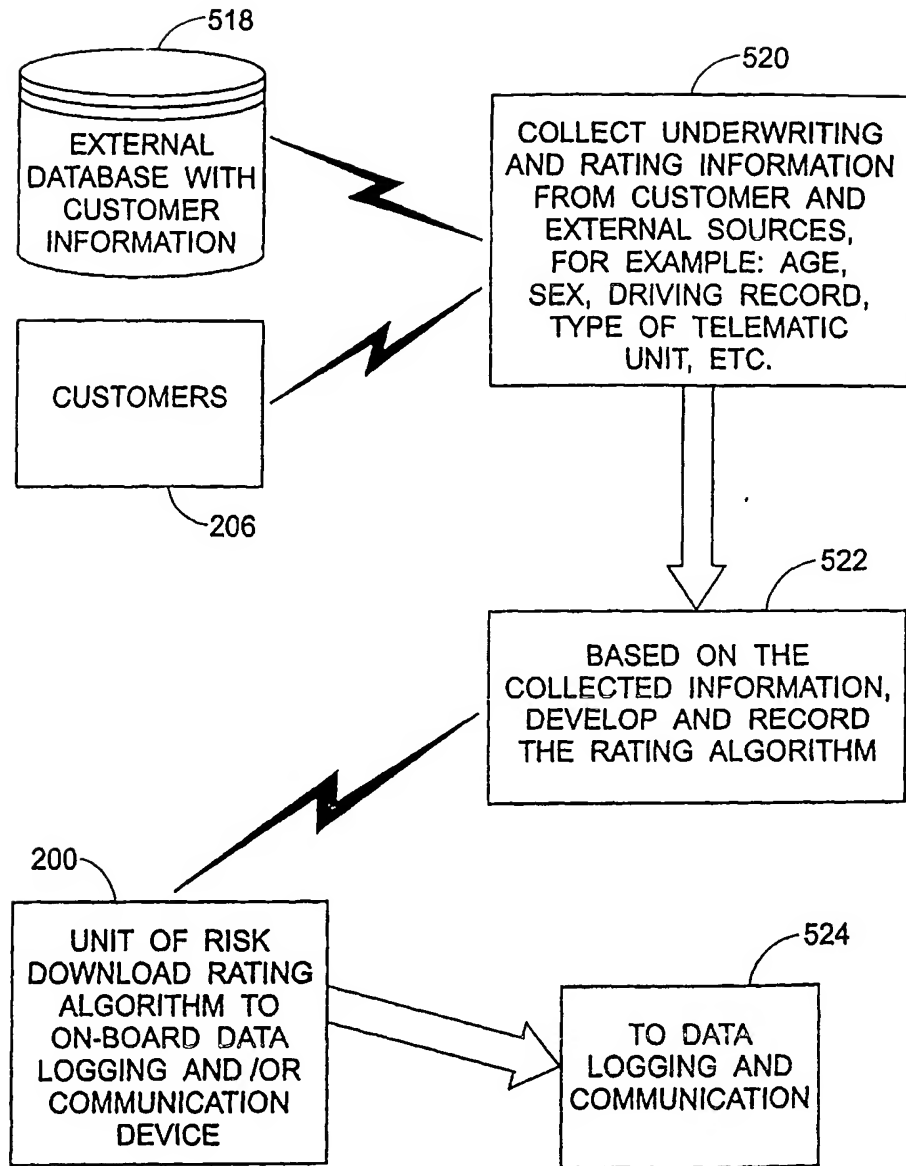 518
EXTERNAL
DATABASE WITH
CUSTOMER
INFORMATION
520
COLLECT UNDERWRITING
AND RATING INFORMATION
FROM CUSTOMER AND
EXTERNAL SOURCES,
FOR EXAMPLE: AGE,
SEX, DRIVING RECORD,
TYPE OF TELEMATIC
UNIT, ETC.
CUSTOMERS
206
522
BASED ON THE
COLLECTED INFORMATION,
DEVELOP AND RECORD
THE RATING ALGORITHM
200
UNIT OF RISK
DOWNLOAD RATING
ALGORITHM TO
ON-BOARD DATA
LOGGING AND /OR
COMMUNICATION
DEVICE
524
TO DATA
LOGGING AND
COMMUNICATION